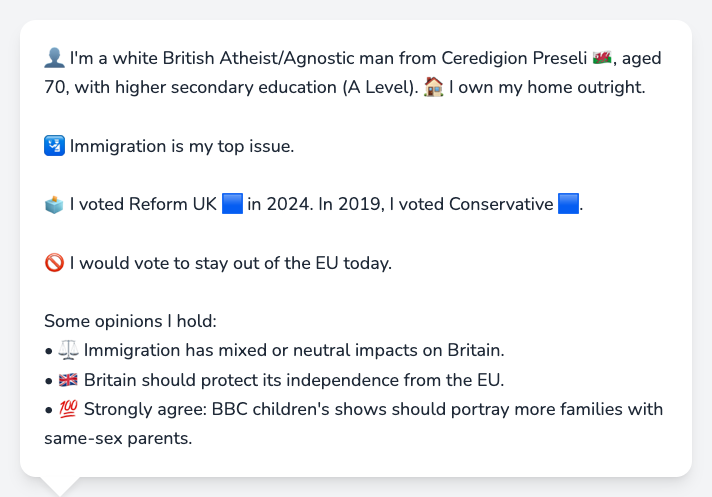 👤 I'm a white British Atheist/Agnostic man from Ceredigion Preseli 🏴󠁧󠁢󠁷󠁬󠁳󠁿, aged
70, with higher secondary education (A Level). 🏠 I own my home outright.
🛂 Immigration is my top issue.
🗳️ I voted Reform UK 🟦 in 2024. In 2019, I voted Conservative 🟦.
🚫 I would vote to stay out of the EU today.
Some opinions I hold:
• ⚖️ Immigration has mixed or neutral impacts on Britain.
• 🇬🇧 Britain should protect its independence from the EU.
• 💯 Strongly agree: BBC children's shows should portray more families with
same-sex parents.